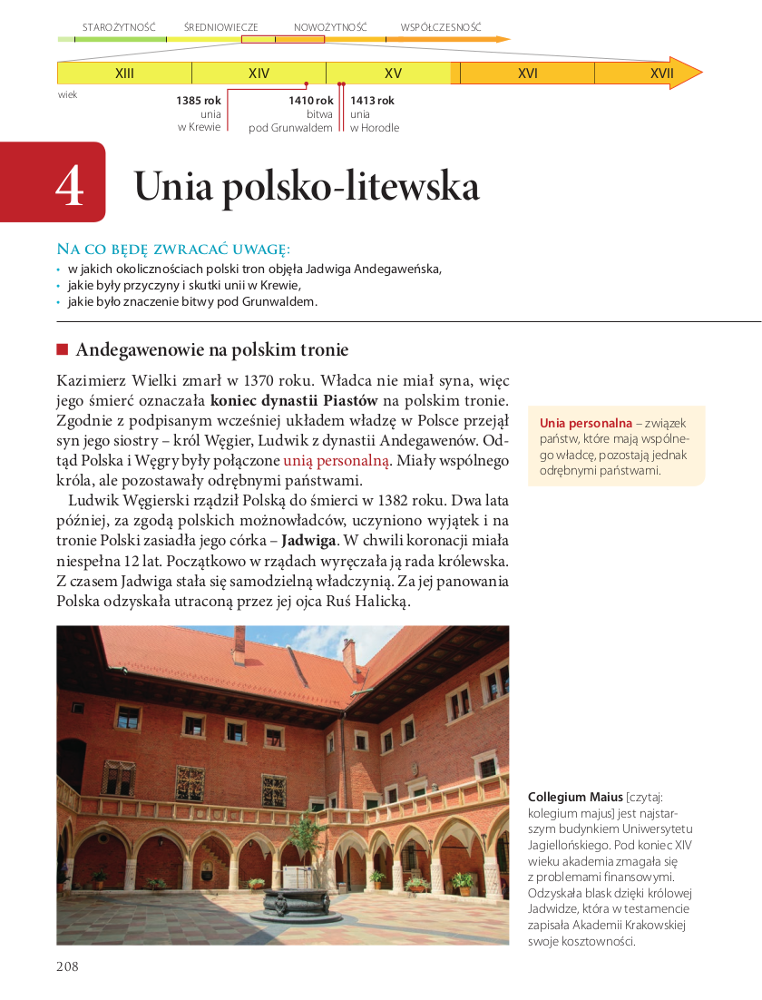 STAROŻYTNOŚĆ ŚREDNIOWIECZE NOWOŻYTNOŚĆ WSPÓŁCZESNOŚĆ
XIII XIV XV XVI XVII
wiek
1385 rok
unia
w Krewie
1410 rok
bitwa
pod Grunwaldem
1413 rok
unia
w Horodle
4
Unia polsko-litewska
Na co będę zwracać uwagę:
• w jakich okolicznościach polski tron objęła Jadwiga Andegaweńska,
• jakie były przyczyny i skutki unii w Krewie,
• jakie było znaczenie bitwy pod Grunwaldem.
Andegawenowie na polskim tronie
Kazimierz Wielki zmarł w 1370 roku. Władca nie miał syna, więc
jego śmierć oznaczała koniec dynastii Piastów na polskim tronie.
Zgodnie z podpisanym wcześniej układem władzę w Polsce przejął
syn jego siostry – król Węgier, Ludwik z dynastii Andegawenów. Od-
tąd Polska i Węgry były połączone unią personalną. Miały wspólnego
króla, ale pozostawały odrębnymi państwami.
Ludwik Węgierski rządził Polską do śmierci w 1382 roku. Dwa lata
później, za zgodą polskich możnowładców, uczyniono wyjątek i na
tronie Polski zasiadła jego córka – Jadwiga. W chwili koronacji miała
niespełna 12 lat. Początkowo w rządach wyręczała ją rada królewska.
Z czasem Jadwiga stała się samodzielną władczynią. Za jej panowania
Polska odzyskała utraconą przez jej ojca Ruś Halicką.
Unia personalna – związek
państw, które mają wspólne-
go władcę, pozostają jednak
odrębnymi państwami.
Collegium Maius [czytaj:
kolegium majus] jest najstar-
szym budynkiem Uniwersytetu
Jagiellońskiego. Pod koniec XIV
wieku akademia zmagała się
z problemami finansowymi.
Odzyskała blask dzięki królowej
Jadwidze, która w testamencie
zapisała Akademii Krakowskiej
swoje kosztowności.
208